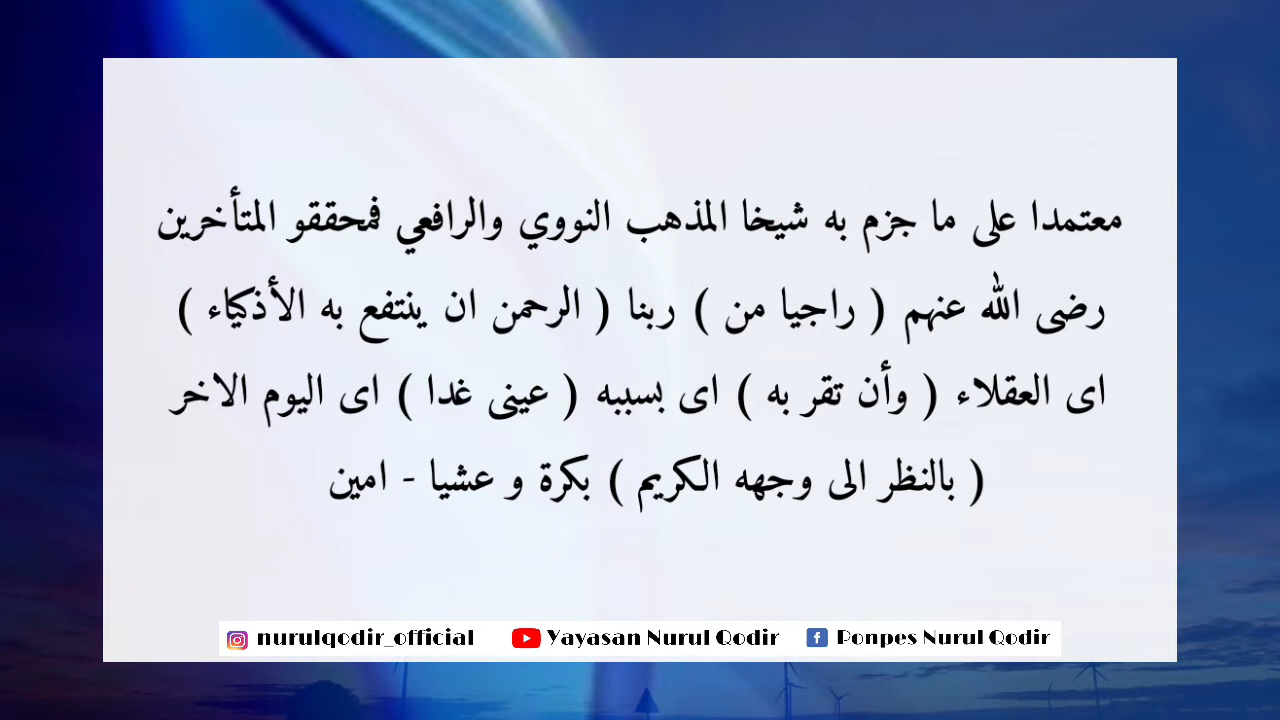 معتمدا على ما جزم به شيخا المذهب النووي والرافعي فمحققو المتأخرين
رضى الله عنهم ( راجيا من ) ربنا ( الرحمن ان ينتفع به الأذكياء )
اى العقلاء ( وأن تقر به ) اى بسببه ( عينى غدا ) اى اليوم الاخر
( بالنظر الى وجهه الكريم ) بكرة و عشيا - امين
nurulqodir_official Yayasan Nurul Qodir Ponpes Nurul Qodir